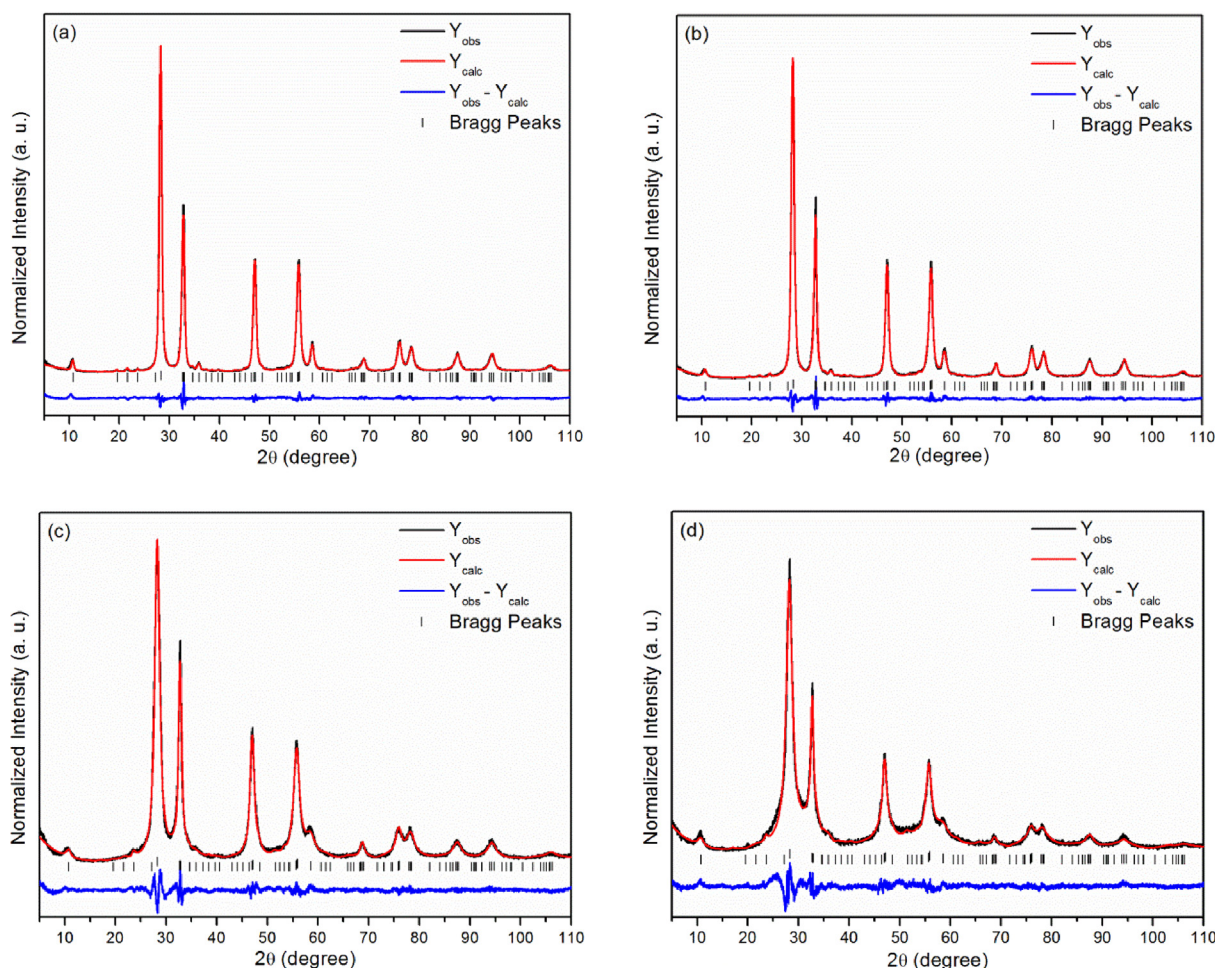 (a)
Y_obs
Y_calc
Y_obs - Y_calc
Bragg Peaks
Normalized Intensity (a. u.)
10 20 30 40 50 60 70 80 90 100 110
2θ (degree)
(b)
Y_obs
Y_calc
Y_obs - Y_calc
Bragg Peaks
Normalized Intensity (a. u.)
10 20 30 40 50 60 70 80 90 100 110
2θ (degree)
(c)
Y_obs
Y_calc
Y_obs - Y_calc
Bragg Peaks
Normalized Intensity (a. u.)
10 20 30 40 50 60 70 80 90 100 110
2θ (degree)
(d)
Y_obs
Y_calc
Y_obs - Y_calc
Bragg Peaks
Normalized Intensity (a. u.)
10 20 30 40 50 60 70 80 90 100 110
2θ (degree)